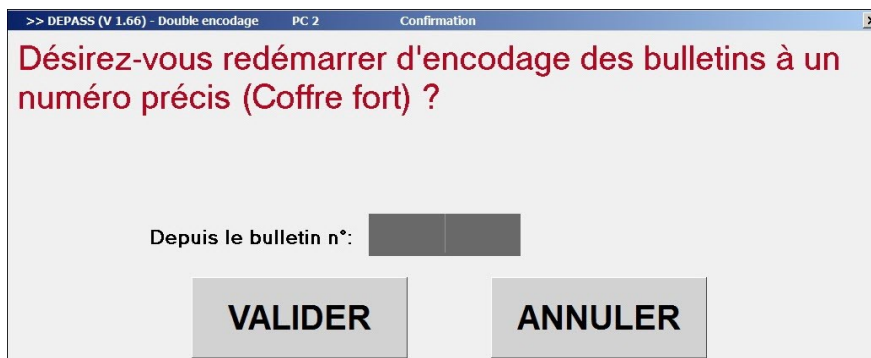 >> DEPASS (V 1.66) - Double encodage PC 2 Confirmation
Désirez-vous redémarrer d'encodage des bulletins à un
numéro précis (Coffre fort) ?
Depuis le bulletin n°:
VALIDER ANNULER